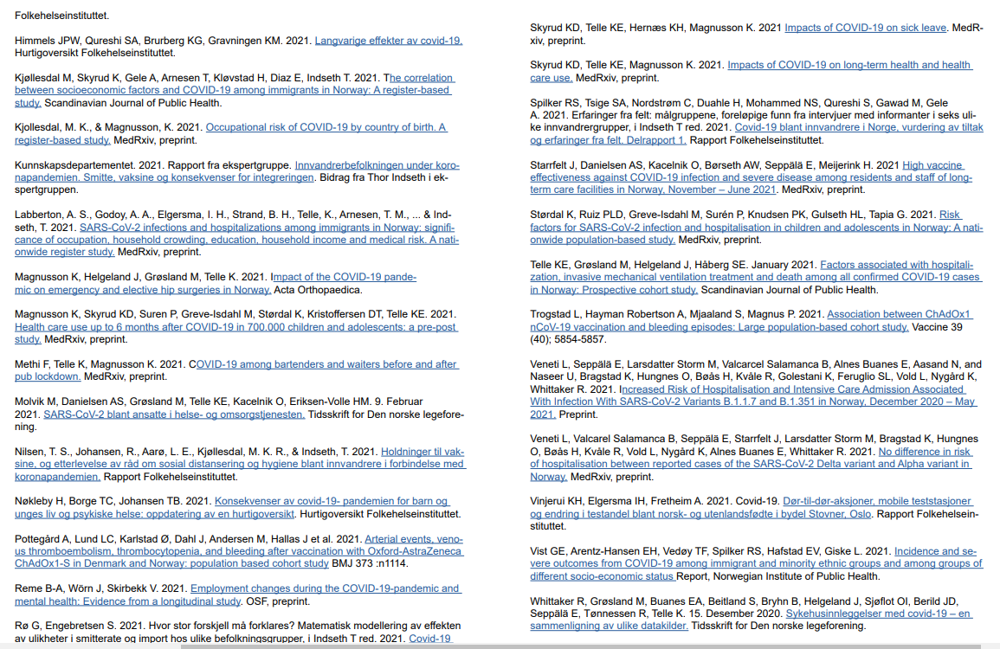 Folkehelseinstituttet.
Himmels JPW, Qureshi SA, Brurberg KG, Gravningen KM. 2021. Langvarige effekter av covid-19.
Hurtigoversikt Folkehelseinstituttet.
Kjøllesdal M, Skyrud K, Gele A, Arnesen T, Kløvstad H, Diaz E, Indseth T. 2021. The correlation
between socioeconomic factors and COVID-19 among immigrants in Norway: A register-based
study. Scandinavian Journal of Public Health.
Kjollesdal, M. K., & Magnusson, K. 2021. Occupational risk of COVID-19 by country of birth. A
register-based study. MedRxiv, preprint.
Kunnskapsdepartementet. 2021. Rapport fra ekspertgruppe. Innvandrerbefolkningen under koro-
napandemien. Smitte, vaksine og konsekvenser for integreringen. Bidrag fra Thor Indseth i ek-
spertgruppen.
Labberton, A. S., Godoy, A. A., Elgersma, I. H., Strand, B. H., Telle, K., Arnesen, T. M., ... & Ind-
seth, T. 2021. SARS-CoV-2 infections and hospitalizations among immigrants in Norway: signifi-
cance of occupation, household crowding, education, household income and medical risk. A nati-
onwide register study. MedRxiv, preprint.
Magnusson K, Helgeland J, Grøsland M, Telle K. 2021. Impact of the COVID-19 pande-
mic on emergency and elective hip surgeries in Norway. Acta Orthopaedica.
Magnusson K, Skyrud KD, Suren P, Greve-Isdahl M, Størdal K, Kristoffersen DT, Telle KE. 2021.
Health care use up to 6 months after COVID-19 in 700.000 children and adolescents: a pre-post
study. MedRxiv, preprint.
Methi F, Telle K, Magnusson K. 2021. COVID-19 among bartenders and waiters before and after
pub lockdown. MedRxiv, preprint.
Molvik M, Danielsen AS, Grøsland M, Telle KE, Kacelnik O, Eriksen-Volle HM. 9. Februar
2021. SARS-CoV-2 blant ansatte i helse- og omsorgstjenesten. Tidsskrift for Den norske legefore-
ning.
Nilsen, T. S., Johansen, R., Aarø, L. E., Kjøllesdal, M. K. R., & Indseth, T. 2021. Holdninger til vak-
sine, og etterlevelse av råd om sosial distansering og hygiene blant innvandrere i forbindelse med
koronapandemien. Rapport Folkehelseinstituttet.
Nøkleby H, Borge TC, Johansen TB. 2021. Konsekvenser av covid-19- pandemien for barn og
unges liv og psykiske helse: oppdatering av en hurtigoversikt. Hurtigoversikt Folkehelseinstituttet.
Pottegård A, Lund LC, Karlstad Ø, Dahl J, Andersen M, Hallas J et al. 2021. Arterial events, veno-
us thromboembolism, thrombocytopenia, and bleeding after vaccination with Oxford-AstraZeneca
ChAdOx1-S in Denmark and Norway: population based cohort study BMJ 373 :n1114.
Reme B-A, Wörn J, Skirbekk V. 2021. Employment changes during the COVID-19-pandemic and
mental health: Evidence from a longitudinal study. OSF, preprint.
Rø G, Engebretsen S. 2021. Hvor stor forskjell må forklares? Matematisk modellering av effekten
av ulikheter i smitterate og import hos ulike befolkningsgrupper, i Indseth T red. 2021. Covid-19
Skyrud KD, Telle KE, Hernæs KH, Magnusson K. 2021 Impacts of COVID-19 on sick leave. MedR-
xiv, preprint.
Skyrud KD, Telle KE, Magnusson K. 2021. Impacts of COVID-19 on long-term health and health
care use. MedRxiv, preprint.
Spilker RS, Tsige SA, Nordstrøm C, Duahle H, Mohammed NS, Qureshi S, Gawad M, Gele
A. 2021. Erfaringer fra felt: målgruppene, foreløpige funn fra intervjuer med informanter i seks uli-
ke innvandrergrupper, i Indseth T red. 2021. Covid-19 blant innvandrere i Norge, vurdering av tiltak
og erfaringer fra felt. Delrapport 1. Rapport Folkehelseinstituttet.
Starrfelt J, Danielsen AS, Kacelnik O, Børseth AW, Seppälä E, Meijerink H. 2021 High vaccine
effectiveness against COVID-19 infection and severe disease among residents and staff of long-
term care facilities in Norway, November – June 2021. MedRxiv, preprint.
Størdal K, Ruiz PLD, Greve-Isdahl M, Surén P, Knudsen PK, Gulseth HL, Tapia G. 2021. Risk
factors for SARS-CoV-2 infection and hospitalisation in children and adolescents in Norway: A nati-
onwide population-based study. MedRxiv, preprint.
Telle KE, Grøsland M, Helgeland J, Håberg SE. January 2021. Factors associated with hospitali-
zation, invasive mechanical ventilation treatment and death among all confirmed COVID-19 cases
in Norway: Prospective cohort study. Scandinavian Journal of Public Health.
Trogstad L, Hayman Robertson A, Mjaaland S, Magnus P. 2021. Association between ChAdOx1
nCoV-19 vaccination and bleeding episodes: Large population-based cohort study. Vaccine 39
(40); 5854-5857.
Veneti L, Seppälä E, Larsdatter Storm M, Valcarcel Salamanca B, Alnes Buanes E, Aasand N, and
Naseer U, Bragstad K, Hungnes O, Bøås H, Kvåle R, Golestani K, Feruglio SL, Vold L, Nygård K,
Whittaker R. 2021. Increased Risk of Hospitalisation and Intensive Care Admission Associated
With Infection With SARS-CoV-2 Variants B.1.1.7 and B.1.351 in Norway, December 2020 – May
2021. Preprint.
Veneti L, Valcarel Salamanca B, Seppälä E, Starrfelt J, Larsdatter Storm M, Bragstad K, Hungnes
O, Bøås H, Kvåle R, Vold L, Nygård K, Alnes Buanes E, Whittaker R. 2021. No difference in risk
of hospitalisation between reported cases of the SARS-CoV-2 Delta variant and Alpha variant in
Norway. MedRxiv, preprint.
Vinjerui KH, Elgersma IH, Fretheim A. 2021. Covid-19. Dør-til-dør-aksjoner, mobile teststasjoner
og endring i testandel blant norsk- og utenlandsfødte i bydel Stovner, Oslo. Rapport Folkehelsein-
stituttet.
Vist GE, Arentz-Hansen EH, Vedøy TF, Spilker RS, Hafstad EV, Giske L. 2021. Incidence and se-
vere outcomes from COVID-19 among immigrant and minority ethnic groups and among groups of
different socio-economic status Report, Norwegian Institute of Public Health.
Whittaker R, Grøsland M, Buanes EA, Beitland S, Bryhn B, Helgeland J, Sjøflot OI, Berild JD,
Seppälä E, Tønnessen R, Telle K. 15. Desember 2020. Sykehusinnleggelser med covid-19 – en
sammenligning av ulike datakilder. Tidsskrift for Den norske legeforening.